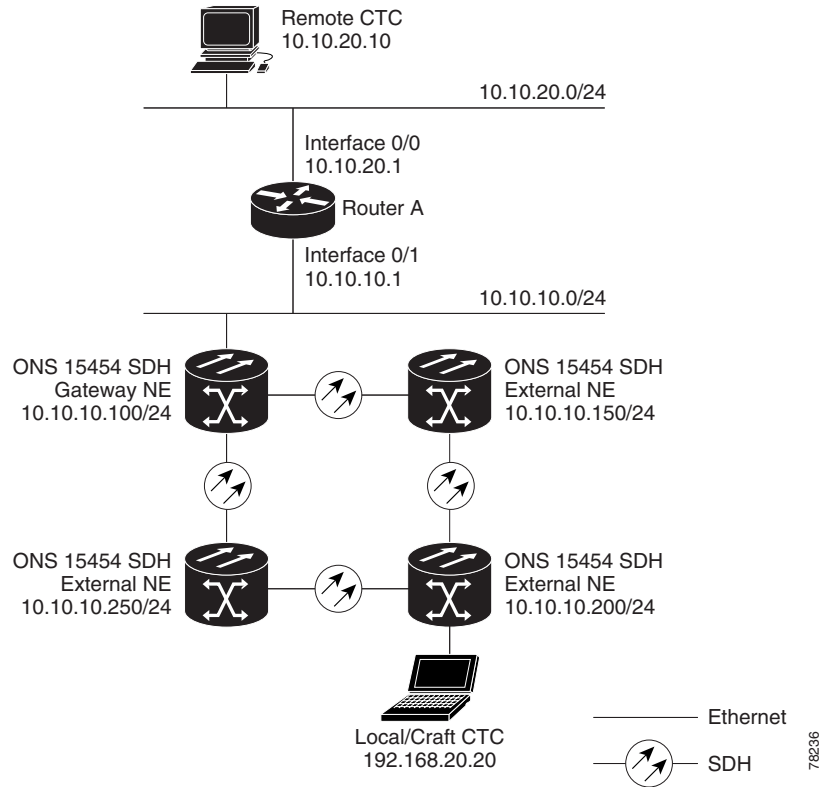 Remote CTC
10.10.20.10
10.10.20.0/24
Interface 0/0
10.10.20.1
Router A
Interface 0/1
10.10.10.1
10.10.10.0/24
ONS 15454 SDH
Gateway NE
10.10.10.100/24
ONS 15454 SDH
External NE
10.10.10.150/24
ONS 15454 SDH
External NE
10.10.10.250/24
ONS 15454 SDH
External NE
10.10.10.200/24
Local/Craft CTC
192.168.20.20
Ethernet
SDH
78236